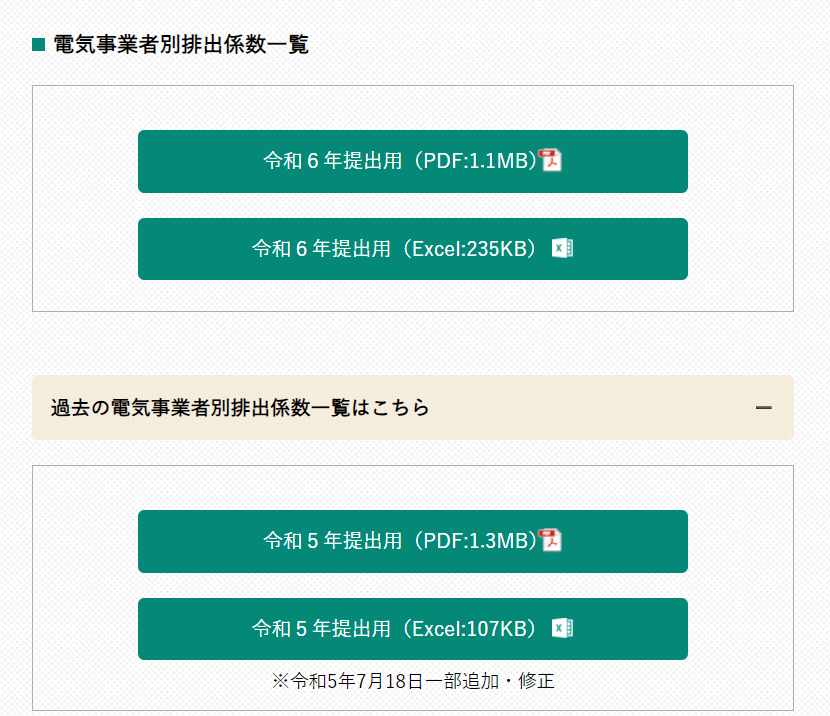 電気事業者別排出係数一覧
令和６年提出用（PDF:1.1MB）
令和６年提出用（Excel:235KB）
過去の電気事業者別排出係数一覧はこちら
令和５年提出用（PDF:1.3MB）
令和５年提出用（Excel:107KB）
※令和5年7月18日一部追加・修正